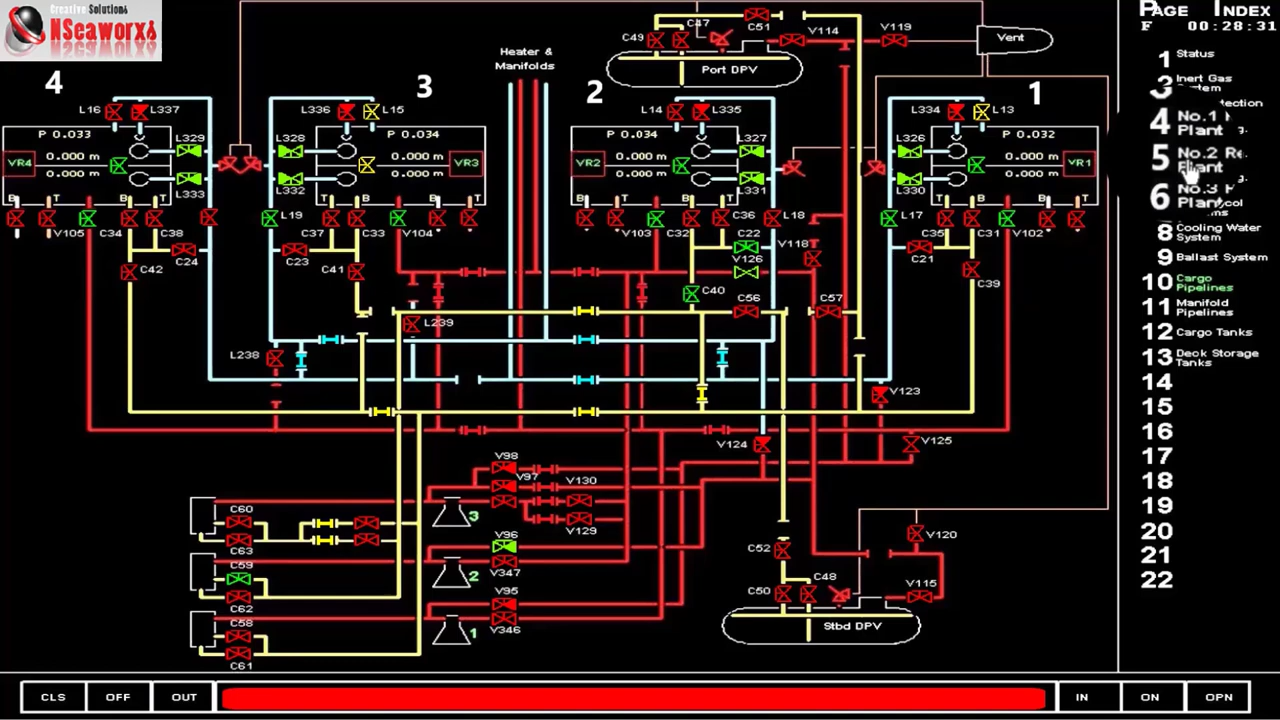 Creative Solutions
HSeaworx6
PAGE INDEX
F 00:28:31
Heater &
Manifolds
C47
C49
C51
V114
V119
Vent
Port DPV
4
3
2
1
L16
L337
L336
L15
L14
L335
L334
L13
P 0.033
P 0.034
P 0.034
P 0.032
L329
L328
L327
L326
0.000 m
0.000 m
0.000 m
0.000 m
VR4
VR3
VR2
VR1
0.000 m
0.000 m
0.000 m
0.000 m
L333
L332
L331
L330
B T
B T
B T
B T
V105
C34
C38
L19
C37
C33
V104
V103
C32
C36
L18
L17
C35
C31
V102
C24
C23
C22
V118
C21
C42
C41
V126
C39
C40
C56
C57
L239
L238
V123
V124
V125
V98
V97
V130
V129
C60
3
C63
V96
C59
2
V347
C62
V95
C58
1
V346
C61
C52
V120
C50
C48
V115
Stbd DPV
1 Status
3 Inert Gas
System
4 No.1
Plant
5 No.2
Plant
6 No.3
Plant
8 Cooling Water
System
9 Ballast System
10 Cargo
Pipelines
11 Manifold
Pipelines
12 Cargo Tanks
13 Deck Storage
Tanks
14
15
16
17
18
19
20
21
22
CLS OFF OUT IN ON OPN